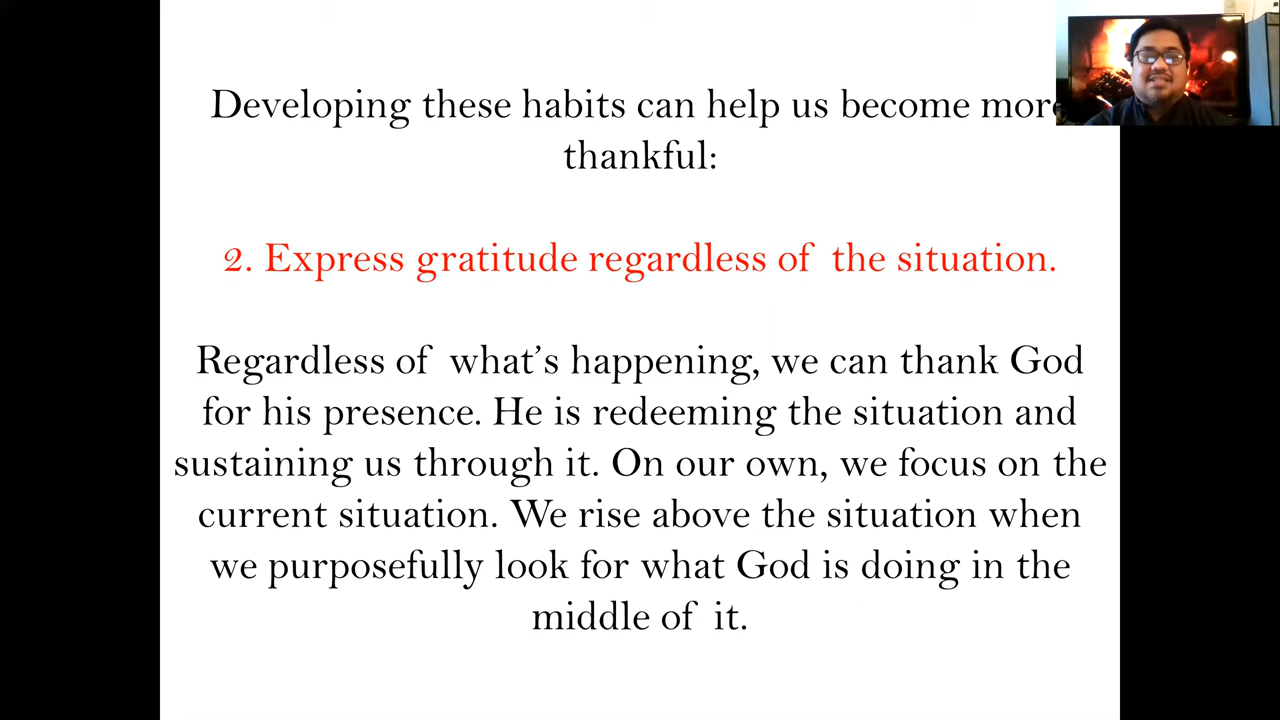 Developing these habits can help us become more
thankful:
2. Express gratitude regardless of the situation.
Regardless of what’s happening, we can thank God
for his presence. He is redeeming the situation and
sustaining us through it. On our own, we focus on the
current situation. We rise above the situation when
we purposefully look for what God is doing in the
middle of it.